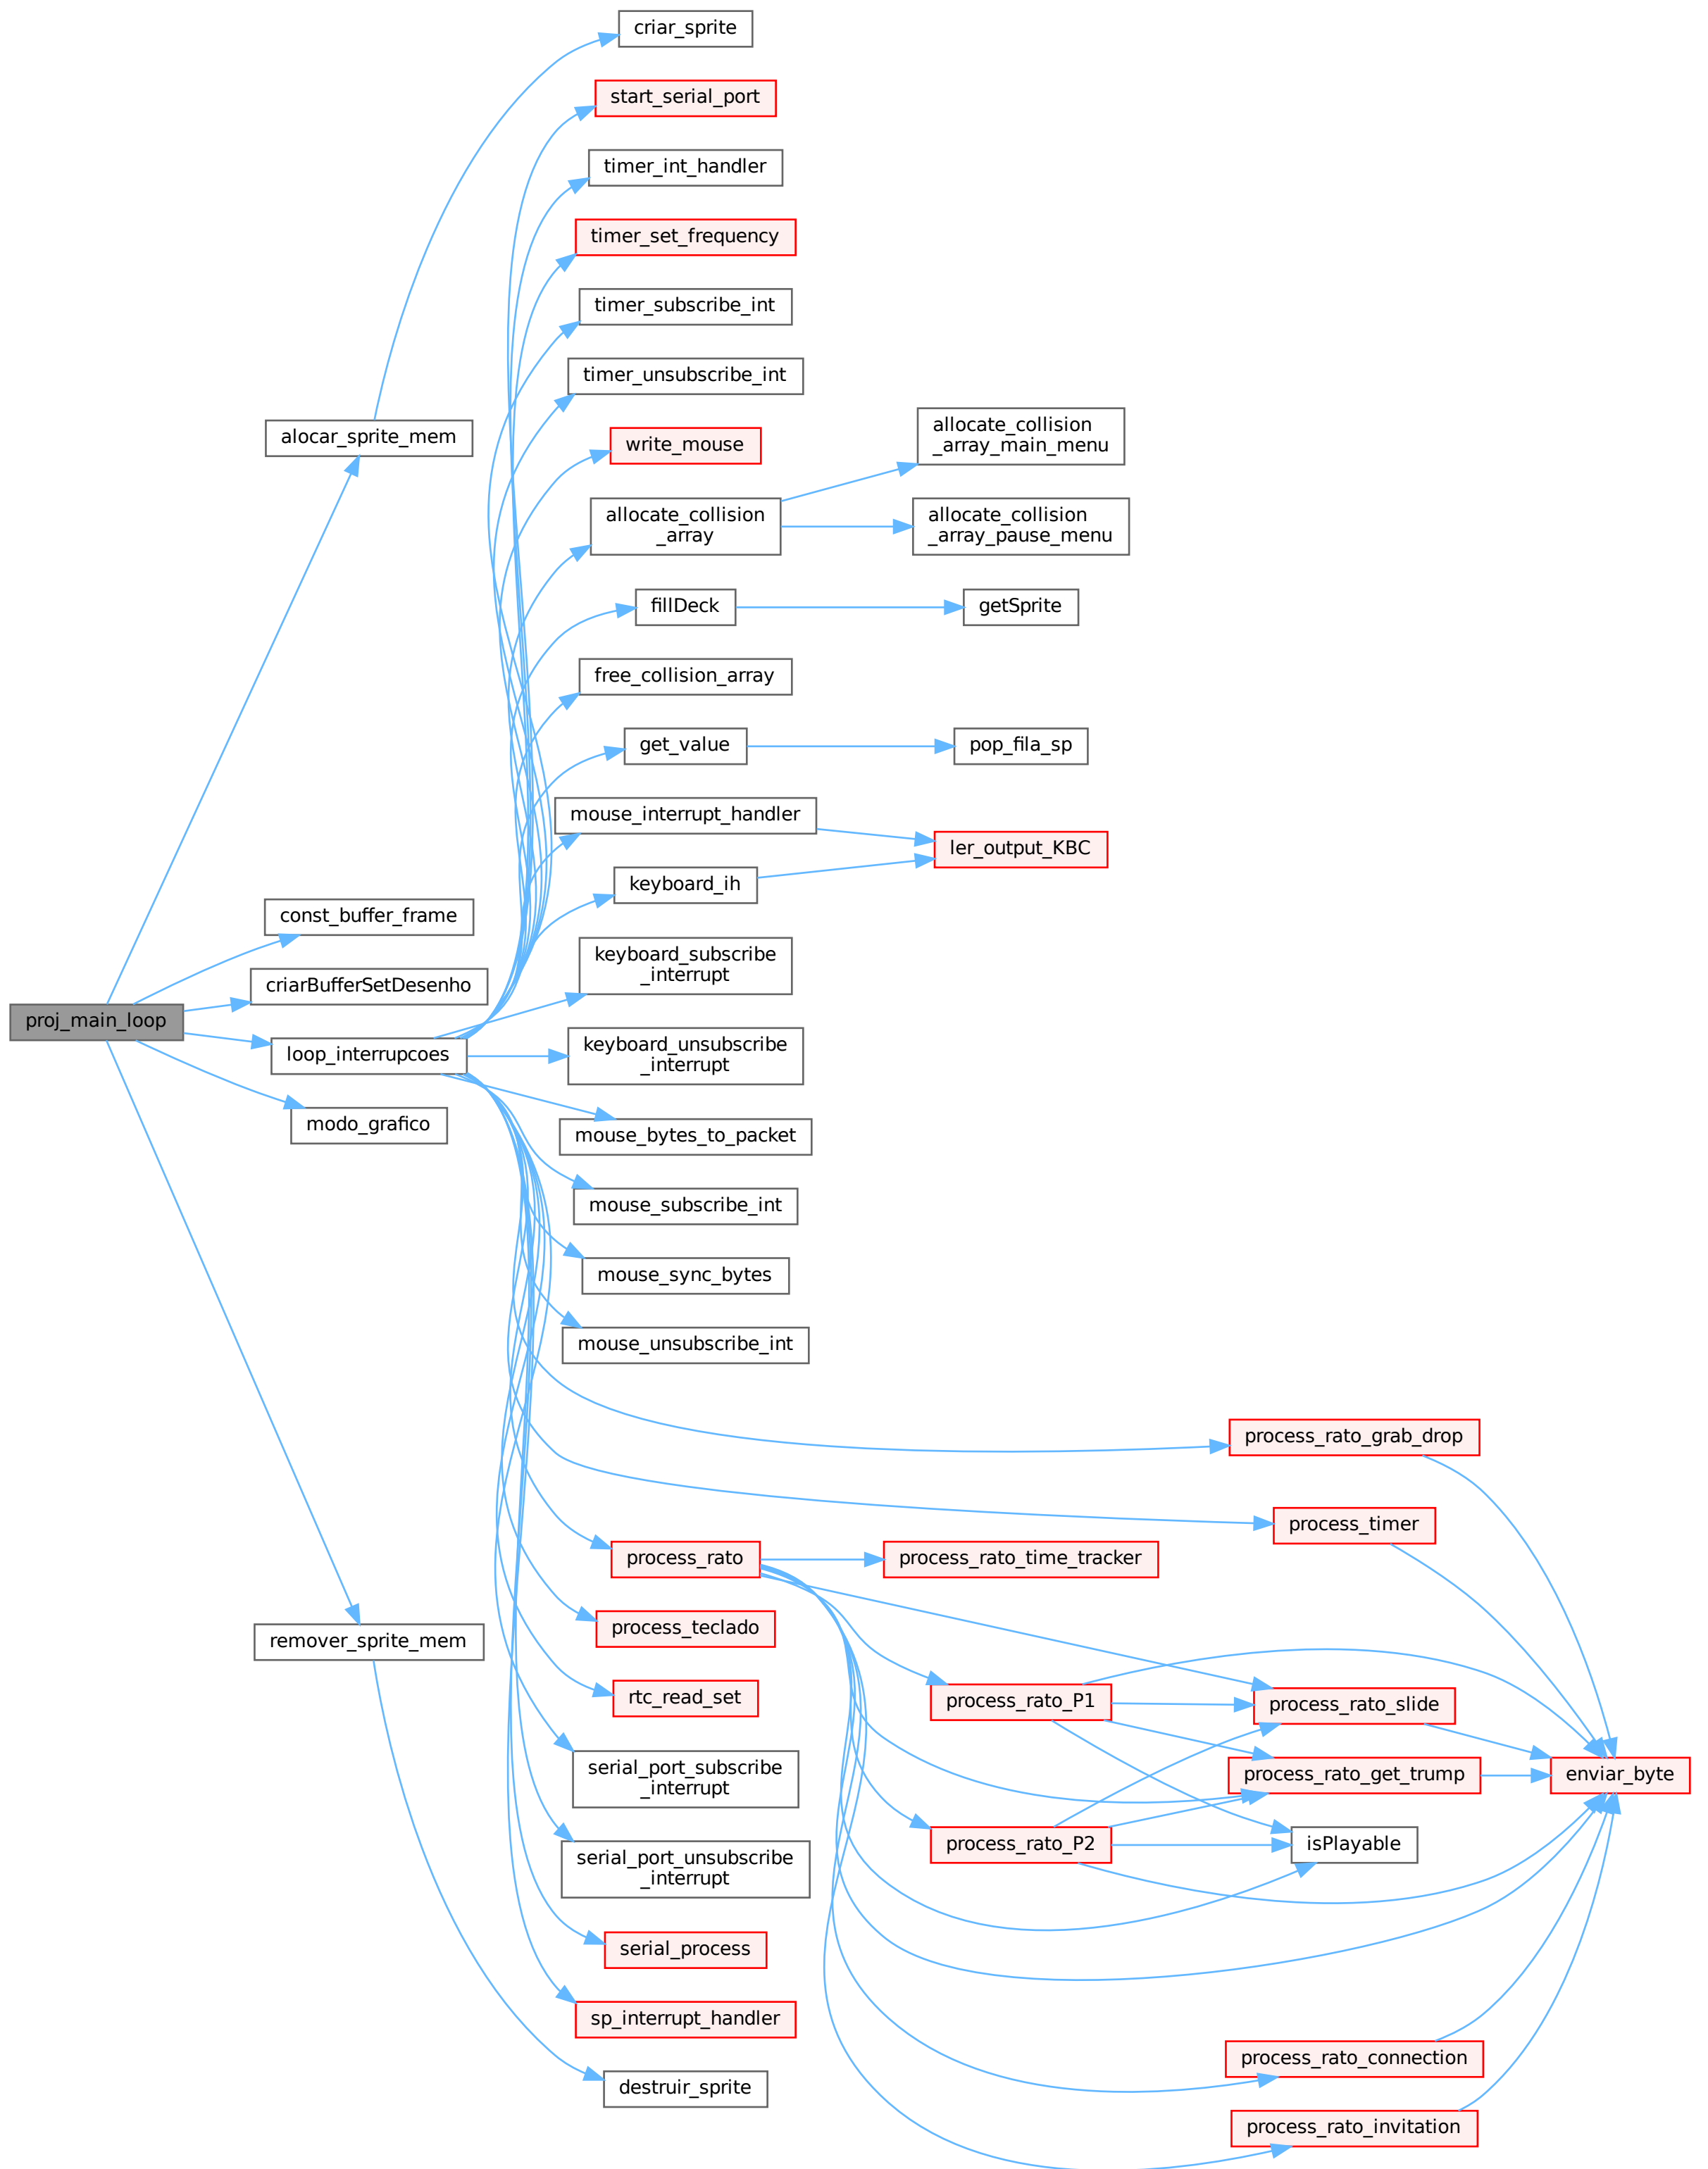 criar_sprite
start_serial_port
timer_int_handler
timer_set_frequency
timer_subscribe_int
timer_unsubscribe_int
alocar_sprite_mem
write_mouse
allocate_collision
_array_main_menu
allocate_collision
_array
allocate_collision
_array_pause_menu
fillDeck
getSprite
free_collision_array
get_value
pop_fila_sp
mouse_interrupt_handler
ler_output_KBC
keyboard_ih
const_buffer_frame
keyboard_subscribe
_interrupt
criarBufferSetDesenho
proj_main_loop
loop_interrupcoes
keyboard_unsubscribe
_interrupt
modo_grafico
mouse_bytes_to_packet
mouse_subscribe_int
mouse_sync_bytes
mouse_unsubscribe_int
process_rato_grab_drop
process_timer
process_rato
process_rato_time_tracker
process_teclado
remover_sprite_mem
rtc_read_set
process_rato_P1
process_rato_slide
serial_port_subscribe
_interrupt
process_rato_get_trump
enviar_byte
process_rato_P2
isPlayable
serial_port_unsubscribe
_interrupt
serial_process
sp_interrupt_handler
process_rato_connection
destruir_sprite
process_rato_invitation